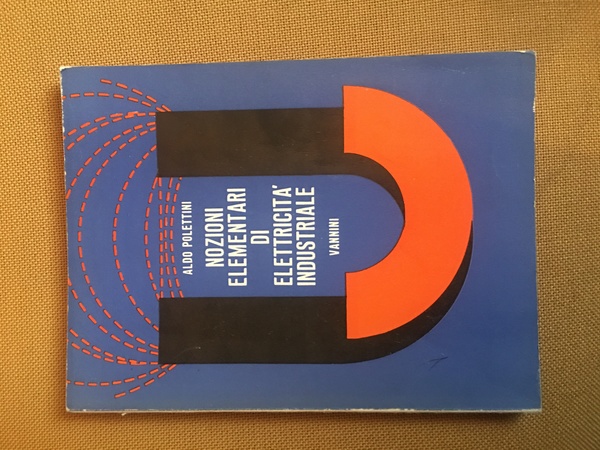 ALDO POLETTINI
NOZIONI
ELEMENTARI
DI
ELETTRICITA'
INDUSTRIALE
VANNINI